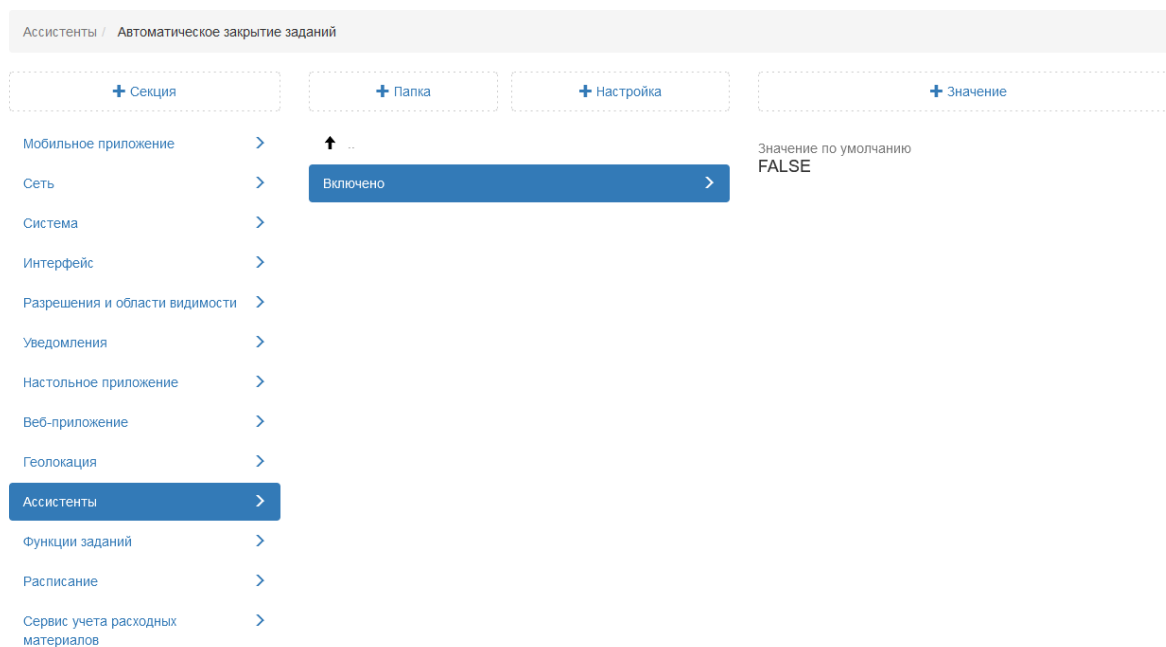 Ассистенты / Автоматическое закрытие заданий
+ Секция
+ Папка
+ Настройка
+ Значение
Мобильное приложение
Сеть
Система
Интерфейс
Разрешения и области видимости
Уведомления
Настольное приложение
Веб-приложение
Геолокация
Ассистенты
Функции заданий
Расписание
Сервис учета расходных
материалов
..
Включено
Значение по умолчанию
FALSE